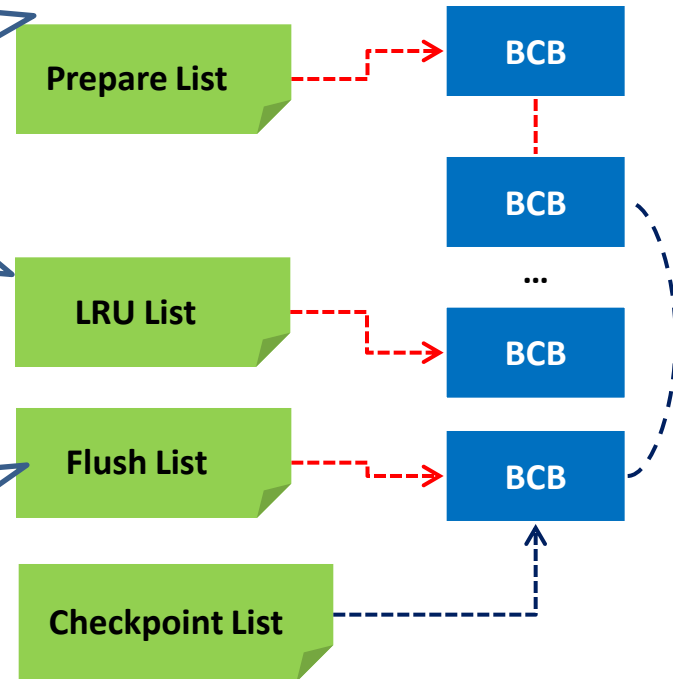 Prepare List
BCB
BCB
...
LRU List
BCB
Flush List
BCB
Checkpoint List